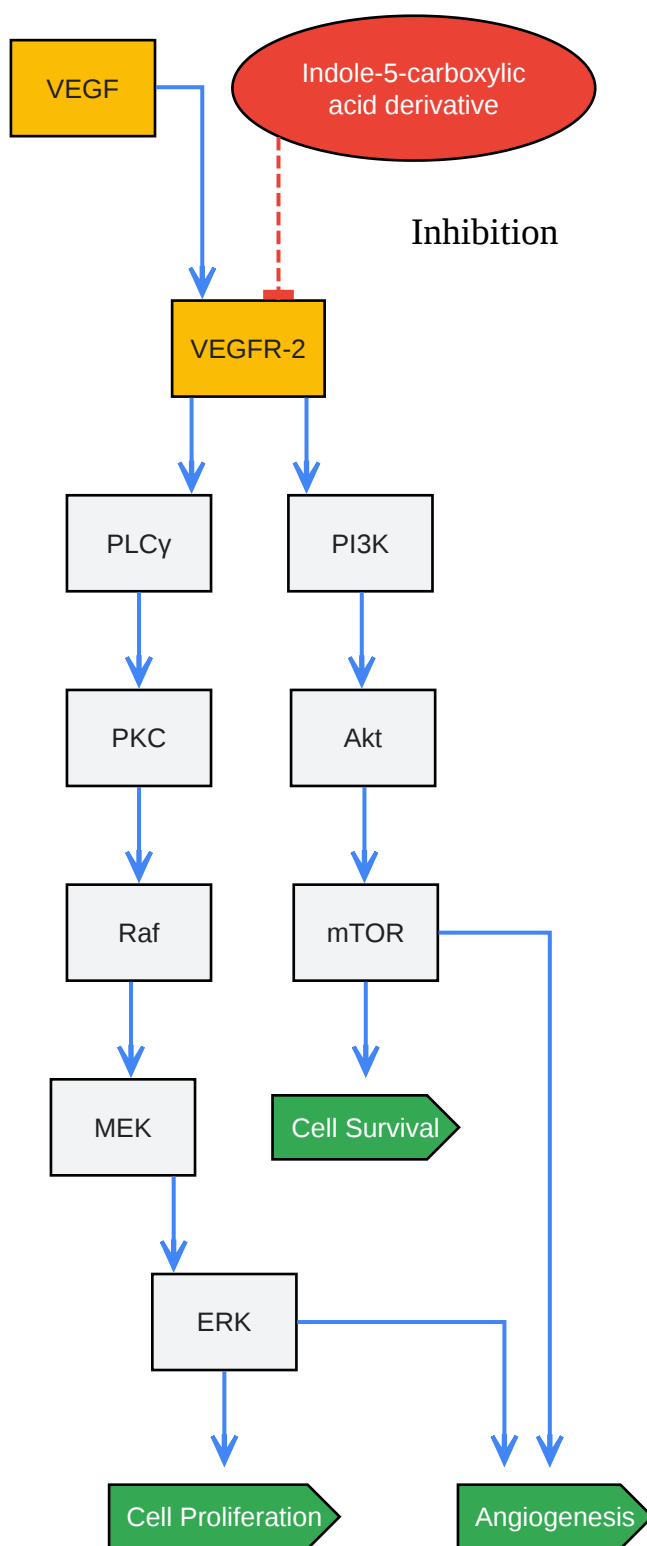 VEGF
Indole-5-carboxylic
acid derivative
Inhibition
VEGFR-2
PLCγ
PI3K
PKC
Akt
Raf
mTOR
MEK
Cell Survival
ERK
Cell Proliferation
Angiogenesis